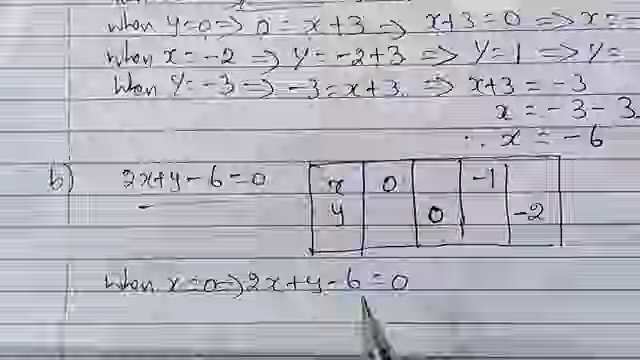 when y=0 => 0 = x+3 => x+3=0 => x=-
when x=-2 => y=-2+3 => y=1 => y=
when y=-3 => -3=x+3 => x+3=-3
x=-3-3
∴ x=-6
b) 2x+y-6=0
x 0 -1
y 0 -2
when x=0=> 2x+y-6=0